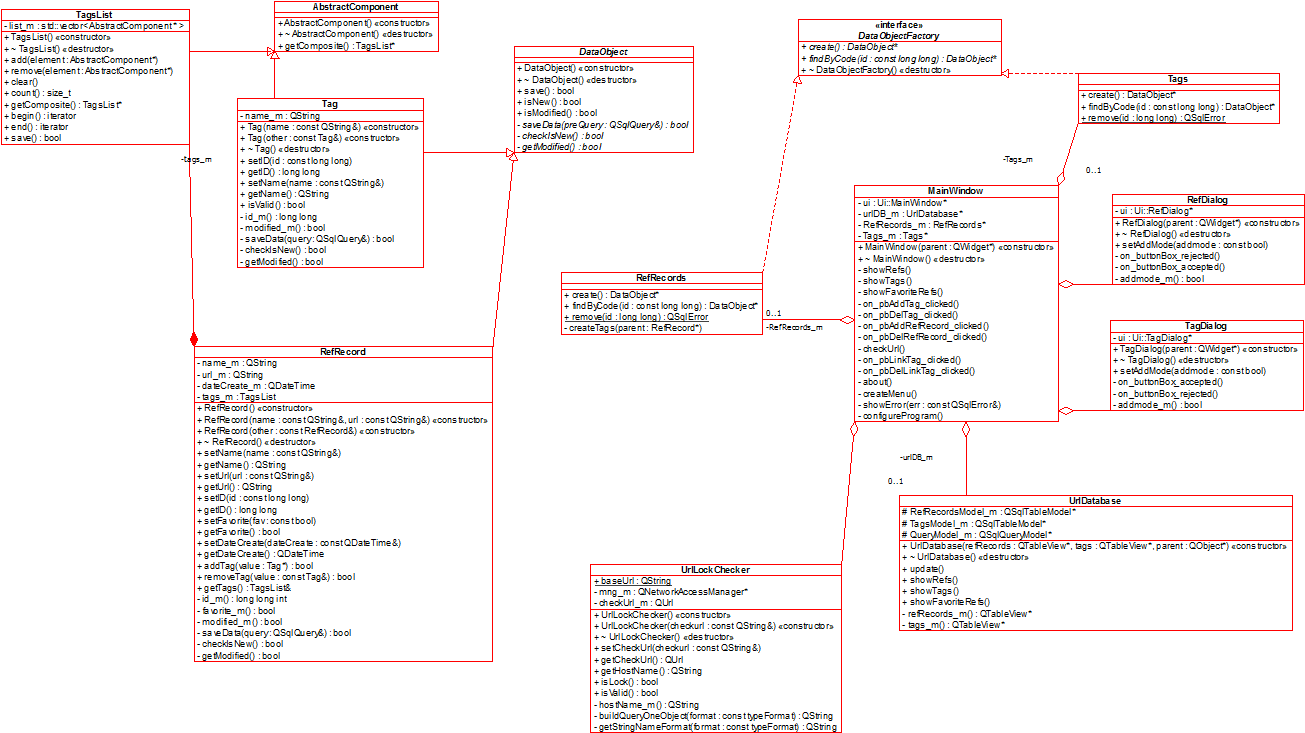 TagsList
- list_m : std::vector<AbstractComponent* >
+ TagsList() «constructor»
+ ~ TagsList() «destructor»
+ add(element : AbstractComponent*)
+ remove(element : AbstractComponent*)
+ clear()
+ count() : size_t
+ getComposite() : TagsList*
+ begin() : iterator
+ end() : iterator
+ save() : bool
AbstractComponent
+ AbstractComponent() «constructor»
+ ~ AbstractComponent() «destructor»
+ getComposite() : TagsList*
DataObject
+ DataObject() «constructor»
+ ~ DataObject() «destructor»
+ save() : bool
+ isNew() : bool
+ isModified() : bool
- saveData(preQuery : QSqlQuery&) : bool
- checkIsNew() : bool
- getModified() : bool
Tag
- name_m : QString
+ Tag(name : const QString&) «constructor»
+ Tag(other : const Tag&) «constructor»
+ ~ Tag() «destructor»
+ setID(id : const long long)
+ getID() : long long
+ setName(name : const QString&)
+ getName() : QString
+ isValid() : bool
- id_m() : long long
- modified_m() : bool
- saveData(query : QSqlQuery&) : bool
- checkIsNew() : bool
- getModified() : bool
-tags_m
«interface»
DataObjectFactory
+ create() : DataObject*
+ findByCode(id : const long long) : DataObject*
+ ~ DataObjectFactory() «destructor»
Tags
+ create() : DataObject*
+ findByCode(id : const long long) : DataObject*
+ remove(id : long long) : QSqlError
-Tags_m
0..1
MainWindow
- ui : Ui::MainWindow*
- urlDB_m : UrlDatabase*
- RefRecords_m : RefRecords*
- Tags_m : Tags*
+ MainWindow(parent : QWidget*) «constructor»
+ ~ MainWindow() «destructor»
- showRefs()
- showTags()
- showFavoriteRefs()
- on_pbAddTag_clicked()
- on_pbDelTag_clicked()
- on_pbAddRefRecord_clicked()
- on_pbDelRefRecord_clicked()
- checkUrl()
- on_pbLinkTag_clicked()
- on_pbDelLinkTag_clicked()
- about()
- createMenu()
- showError(err : const QSqlError&)
- configureProgram()
RefDialog
- ui : Ui::RefDialog*
+ RefDialog(parent : QWidget*) «constructor»
+ ~ RefDialog() «destructor»
+ setAddMode(addmode : const bool)
- on_buttonBox_rejected()
- on_buttonBox_accepted()
- addmode_m() : bool
TagDialog
- ui : Ui::TagDialog*
+ TagDialog(parent : QWidget*) «constructor»
+ ~ TagDialog() «destructor»
+ setAddMode(addmode : const bool)
- on_buttonBox_accepted()
- on_buttonBox_rejected()
- addmode_m() : bool
RefRecords
+ create() : DataObject*
+ findByCode(id : const long long) : DataObject*
+ remove(id : long long) : QSqlError
- createTags(parent : RefRecord*)
0..1
-RefRecords_m
RefRecord
- name_m : QString
- url_m : QString
- dateCreate_m : QDateTime
- tags_m : TagsList
+ RefRecord() «constructor»
+ RefRecord(name : const QString&, url : const QString&) «constructor»
+ RefRecord(other : const RefRecord&) «constructor»
+ ~ RefRecord() «destructor»
+ setName(name : const QString&)
+ getName() : QString
+ setUrl(url : const QString&)
+ getUrl() : QString
+ setID(id : const long long)
+ getID() : long long
+ setFavorite(fav : const bool)
+ getFavorite() : bool
+ setDateCreate(dateCreate : const QDateTime&)
+ getDateCreate() : QDateTime
+ addTag(value : Tag*) : bool
+ removeTag(value : const Tag&) : bool
+ getTags() : TagsList&
- id_m() : long long int
- favorite_m() : bool
- modified_m() : bool
- saveData(query : QSqlQuery&) : bool
- checkIsNew() : bool
- getModified() : bool
-urlDB_m
0..1
UrlDatabase
# RefRecordsModel_m : QSqlTableModel*
# TagsModel_m : QSqlTableModel*
# QueryModel_m : QSqlQueryModel*
+ UrlDatabase(refRecords : QTableView*, tags : QTableView*, parent : QObject*) «constructor»
+ ~ UrlDatabase() «destructor»
+ update()
+ showRefs()
+ showTags()
+ showFavoriteRefs()
- refRecords_m() : QTableView*
- tags_m() : QTableView*
UrlLockChecker
+ baseUrl : QString
- mng_m : QNetworkAccessManager*
- checkUrl_m : QUrl
+ UrlLockChecker() «constructor»
+ UrlLockChecker(checkurl : const QString&) «constructor»
+ ~ UrlLockChecker() «destructor»
+ setCheckUrl(checkurl : const QString&)
+ getCheckUrl() : QUrl
+ getHostName() : QString
+ isLock() : bool
+ isValid() : bool
- hostName_m() : QString
- buildQueryOneObject(format : const typeFormat) : QString
- getStringNameFormat(format : const typeFormat) : QString